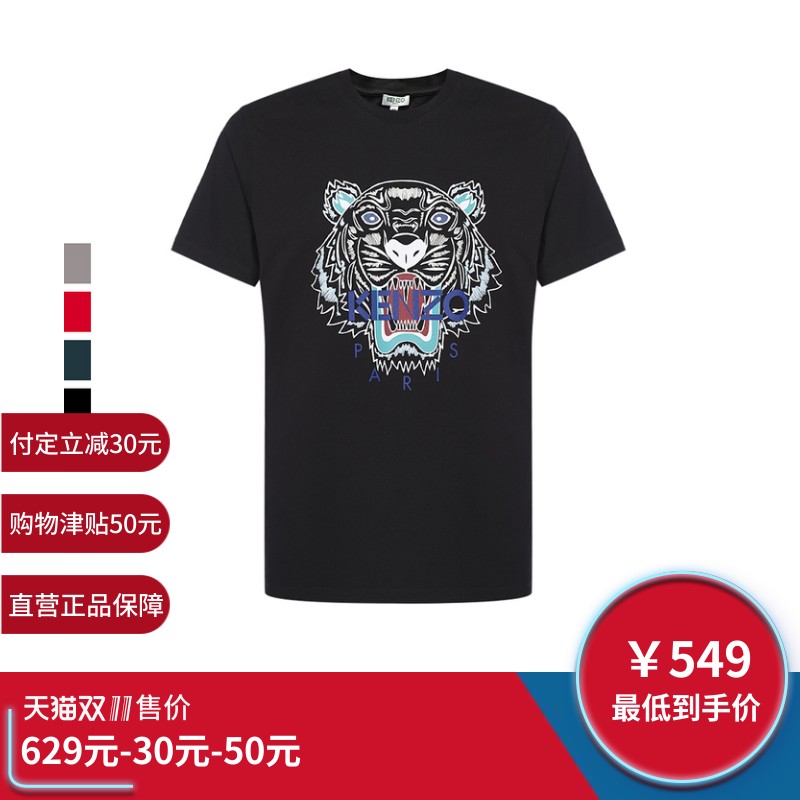 KENZO
KENZO
P S
A R I
付定立减30元
购物津贴50元
直营正品保障
¥549
最低到手价
天猫双11售价
629元-30元-50元